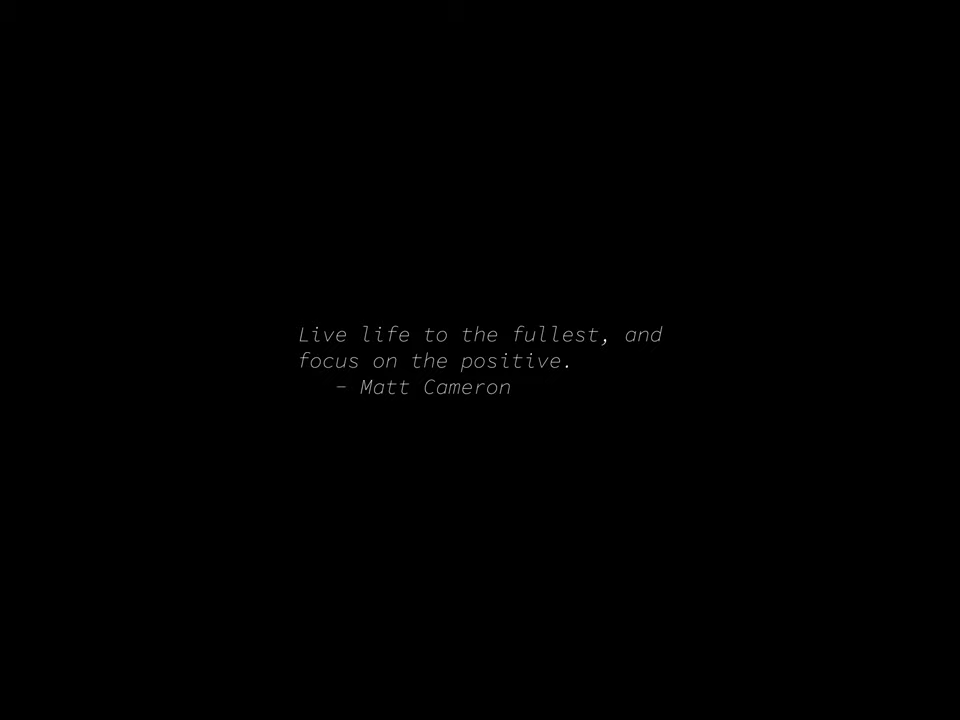 Live life to the fullest, and
focus on the positive.
– Matt Cameron